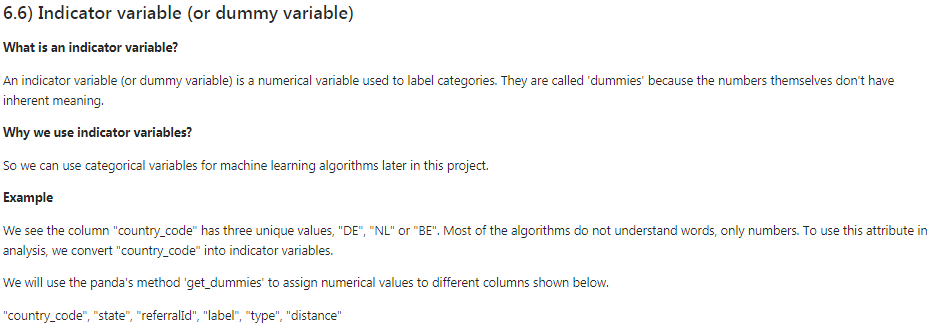 6.6) Indicator variable (or dummy variable)
What is an indicator variable?
An indicator variable (or dummy variable) is a numerical variable used to label categories. They are called 'dummies' because the numbers themselves don't have
inherent meaning.
Why we use indicator variables?
So we can use categorical variables for machine learning algorithms later in this project.
Example
We see the column "country_code" has three unique values, "DE", "NL" or "BE". Most of the algorithms do not understand words, only numbers. To use this attribute in
analysis, we convert "country_code" into indicator variables.
We will use the panda's method 'get_dummies' to assign numerical values to different columns shown below.
"country_code", "state", "referralId", "label", "type", "distance"